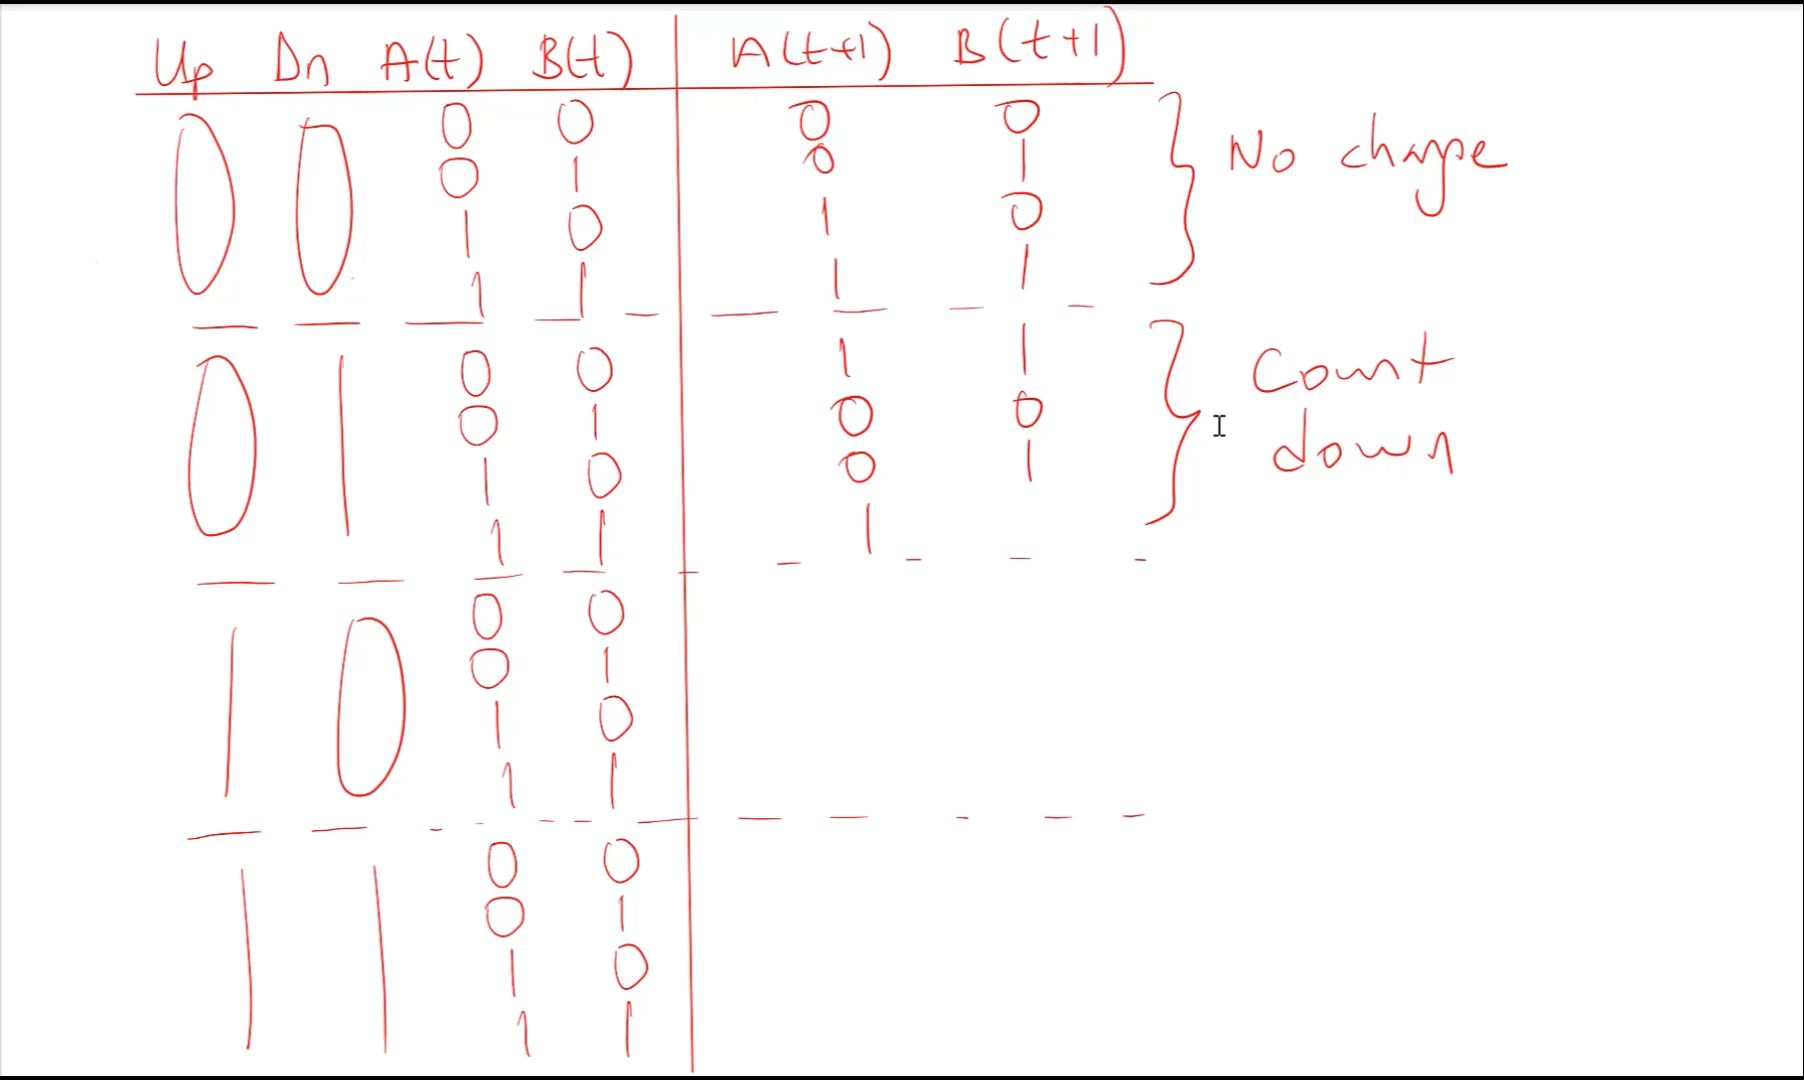 Up Dn A(t) B(t) A(t+1) B(t+1)
0 0 0 0 0 0
0 1 0 1
1 0 1 0
1 1 1 1
No change
0 1 0 0 1 1
0 1 0 0
1 0 0 1
1 1 1
Count
down
1 0 0 0
0 1
1 0
1 1
1 1 0 0
0 1
1 0
1 1